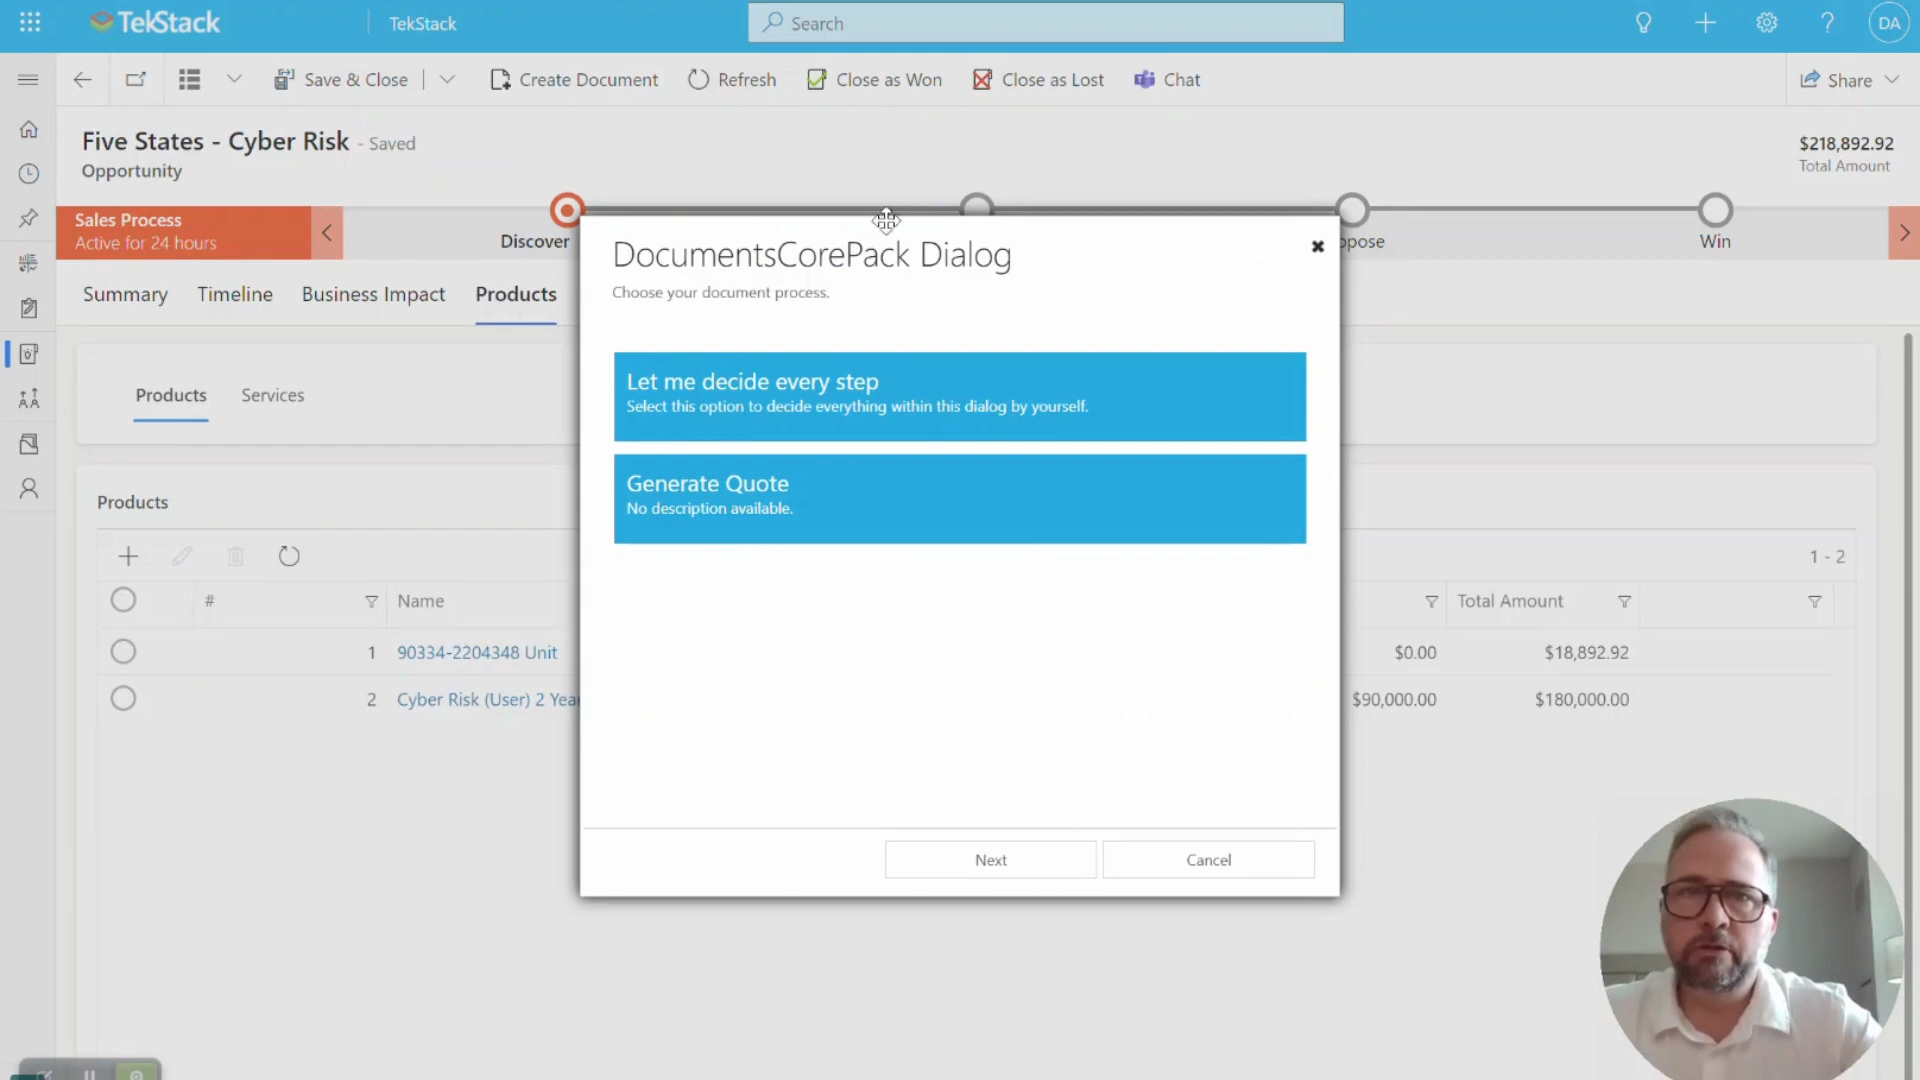 TekStack
TekStack
Search
DA
Save & Close
Create Document
Refresh
Close as Won
Close as Lost
Chat
Share
Five States - Cyber Risk - Saved
Opportunity
$218,892.92
Total Amount
Sales Process
Active for 24 hours
Discover
pose
Win
Summary
Timeline
Business Impact
Products
DocumentsCorePack Dialog
Choose your document process.
Let me decide every step
Select this option to decide everything within this dialog by yourself.
Generate Quote
No description available.
Next
Cancel
Products
Services
Products
1 - 2
#
Name
Total Amount
1
90334-2204348 Unit
$0.00
$18,892.92
2
Cyber Risk (User) 2 Yea
$90,000.00
$180,000.00